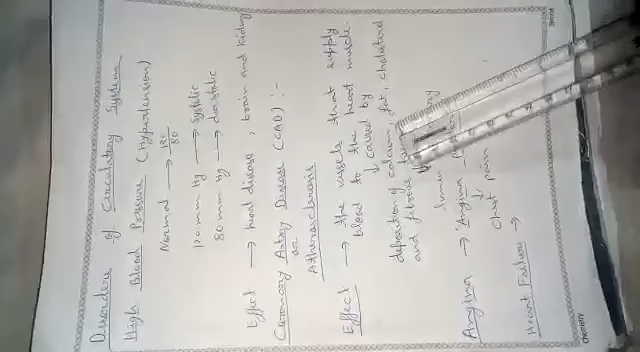 Disorders of Circulatory System
High Blood Pressure (Hypertension)
Normal → 120/80
120 mm Hg → Systolic
80 mm Hg → diastolic
Effect → heart disease, brain and kidney
Coronary Artery Disease (CAD) :-
or
Atherosclerosis
Effect → the vessels that supply
blood to the heart muscle.
↓ caused by
deposition of calcium, fat, cholesterol
and fibrous
Angina → Angina
↓
Chest pain
Heart Failure →